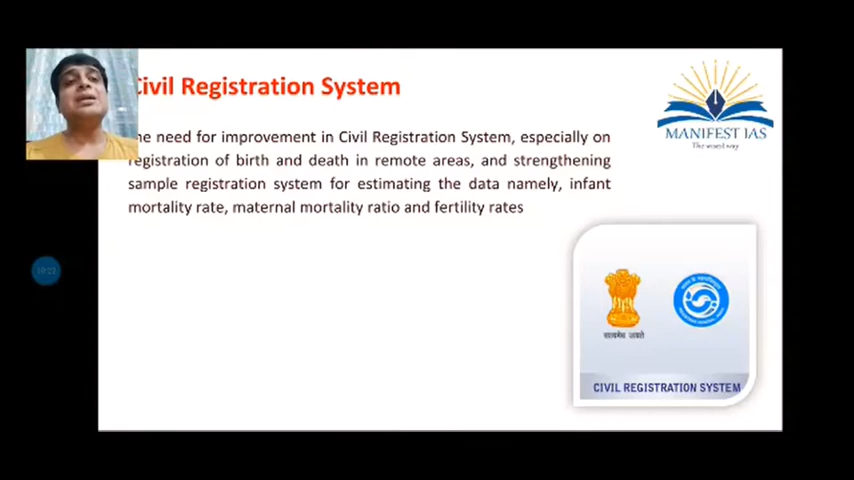 Civil Registration System
MANIFEST IAS
The wisest way
he need for improvement in Civil Registration System, especially on
registration of birth and death in remote areas, and strengthening
sample registration system for estimating the data namely, infant
mortality rate, maternal mortality ratio and fertility rates
सत्यमेव जयते
CIVIL REGISTRATION SYSTEM